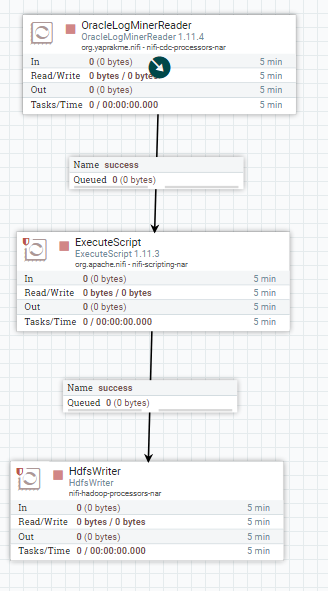 OracleLogMinerReader
OracleLogMinerReader 1.11.4
org.yaprakme.nifi - nifi-cdc-processors-nar
In 0 (0 bytes) 5 min
Read/Write 0 bytes / 0 bytes 5 min
Out 0 (0 bytes) 5 min
Tasks/Time 0 / 00:00:00.000 5 min
Name success
Queued 0 (0 bytes)
ExecuteScript
ExecuteScript 1.11.3
org.apache.nifi - nifi-scripting-nar
In 0 (0 bytes) 5 min
Read/Write 0 bytes / 0 bytes 5 min
Out 0 (0 bytes) 5 min
Tasks/Time 0 / 00:00:00.000 5 min
Name success
Queued 0 (0 bytes)
HdfsWriter
HdfsWriter
nifi-hadoop-processors-nar
In 0 (0 bytes) 5 min
Read/Write 0 bytes / 0 bytes 5 min
Out 0 (0 bytes) 5 min
Tasks/Time 0 / 00:00:00.000 5 min